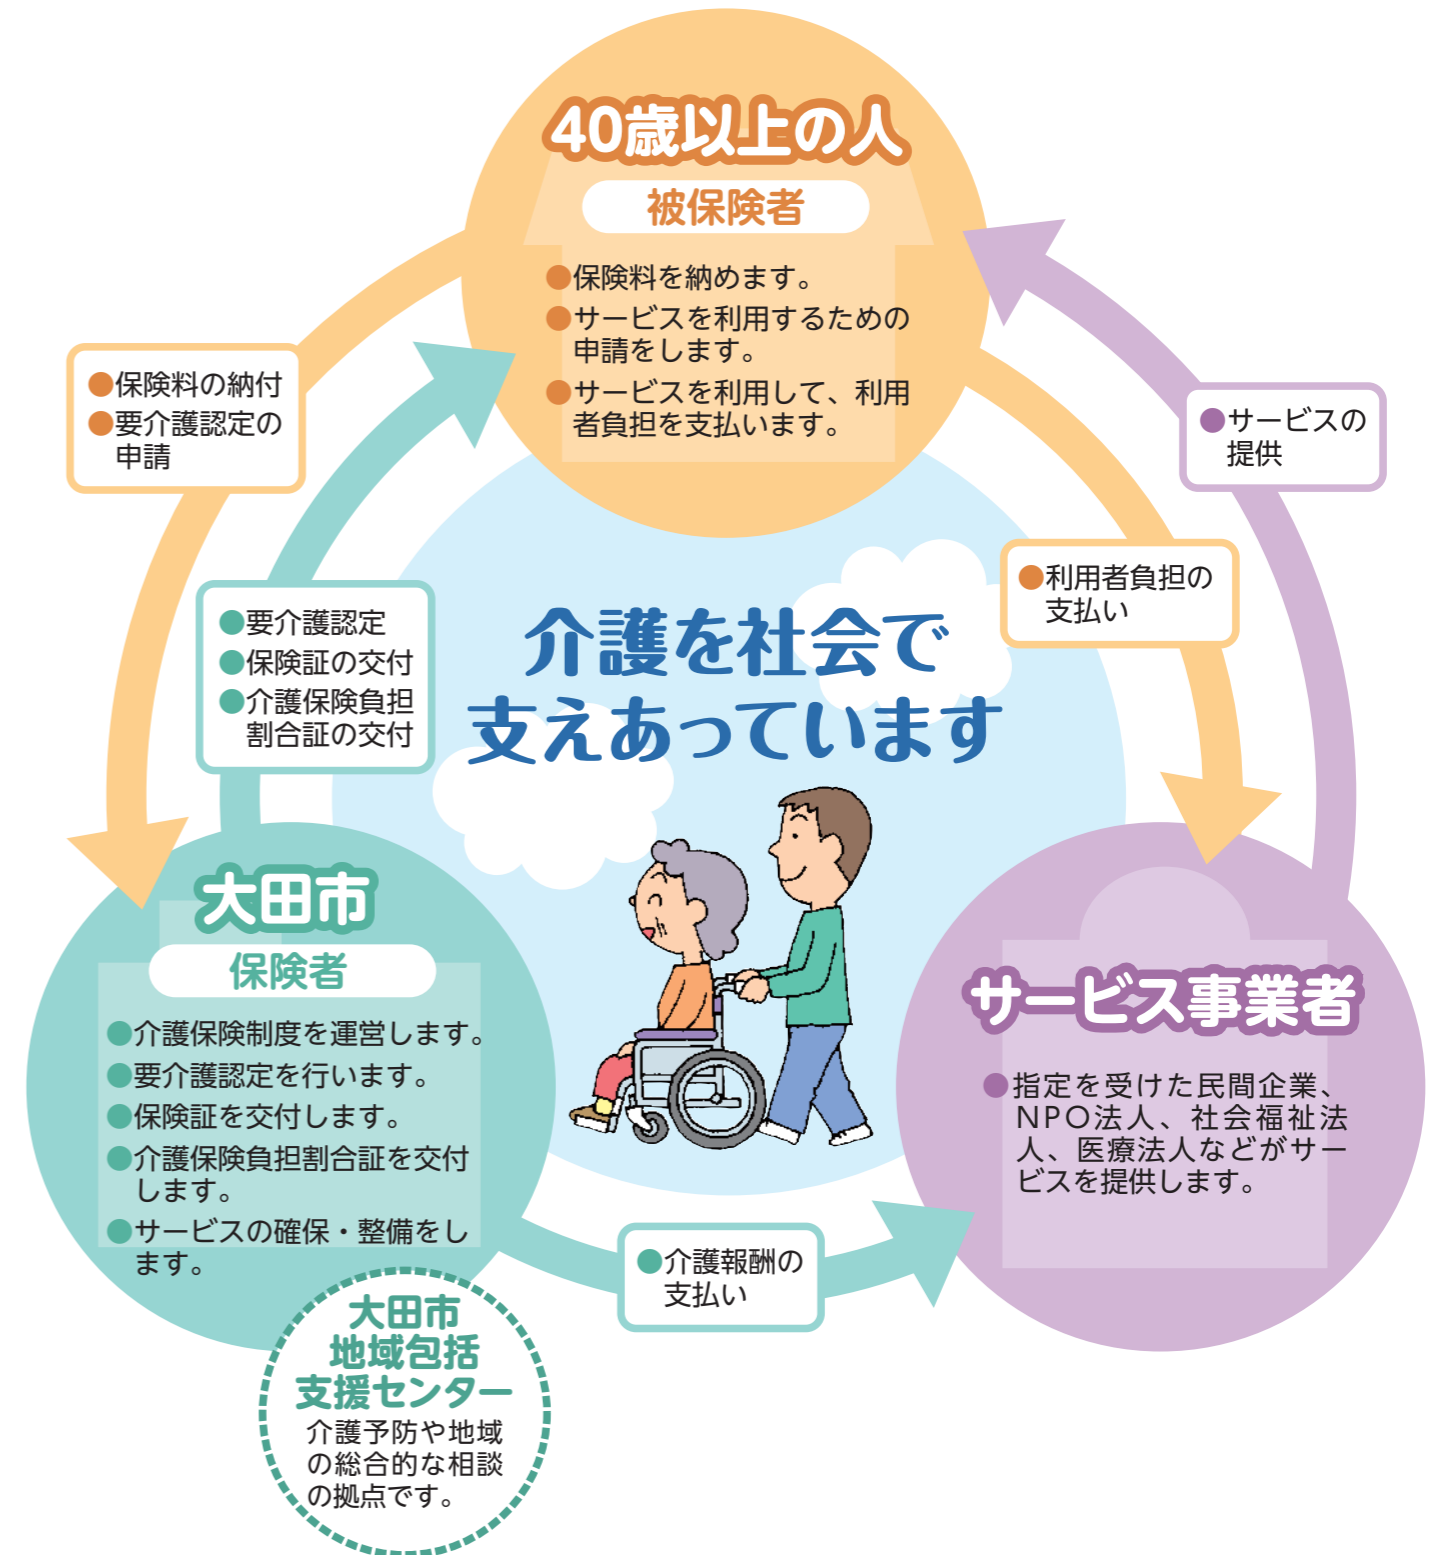 40歳以上の人
被保険者
●保険料を納めます。
●サービスを利用するための
申請をします。
●サービスを利用して、利用
者負担を支払います。
●保険料の納付
●要介護認定の
申請
●サービスの
提供
●利用者負担の
支払い
●要介護認定
●保険証の交付
●介護保険負担
割合証の交付
介護を社会で
支えあっています
大田市
保険者
●介護保険制度を運営します。
●要介護認定を行います。
●保険証を交付します。
●介護保険負担割合証を交付
します。
●サービスの確保・整備をし
ます。
サービス事業者
●指定を受けた民間企業、
NPO法人、社会福祉法
人、医療法人などがサー
ビスを提供します。
●介護報酬の
支払い
大田市
地域包括
支援センター
介護予防や地域
の総合的な相談
の拠点です。